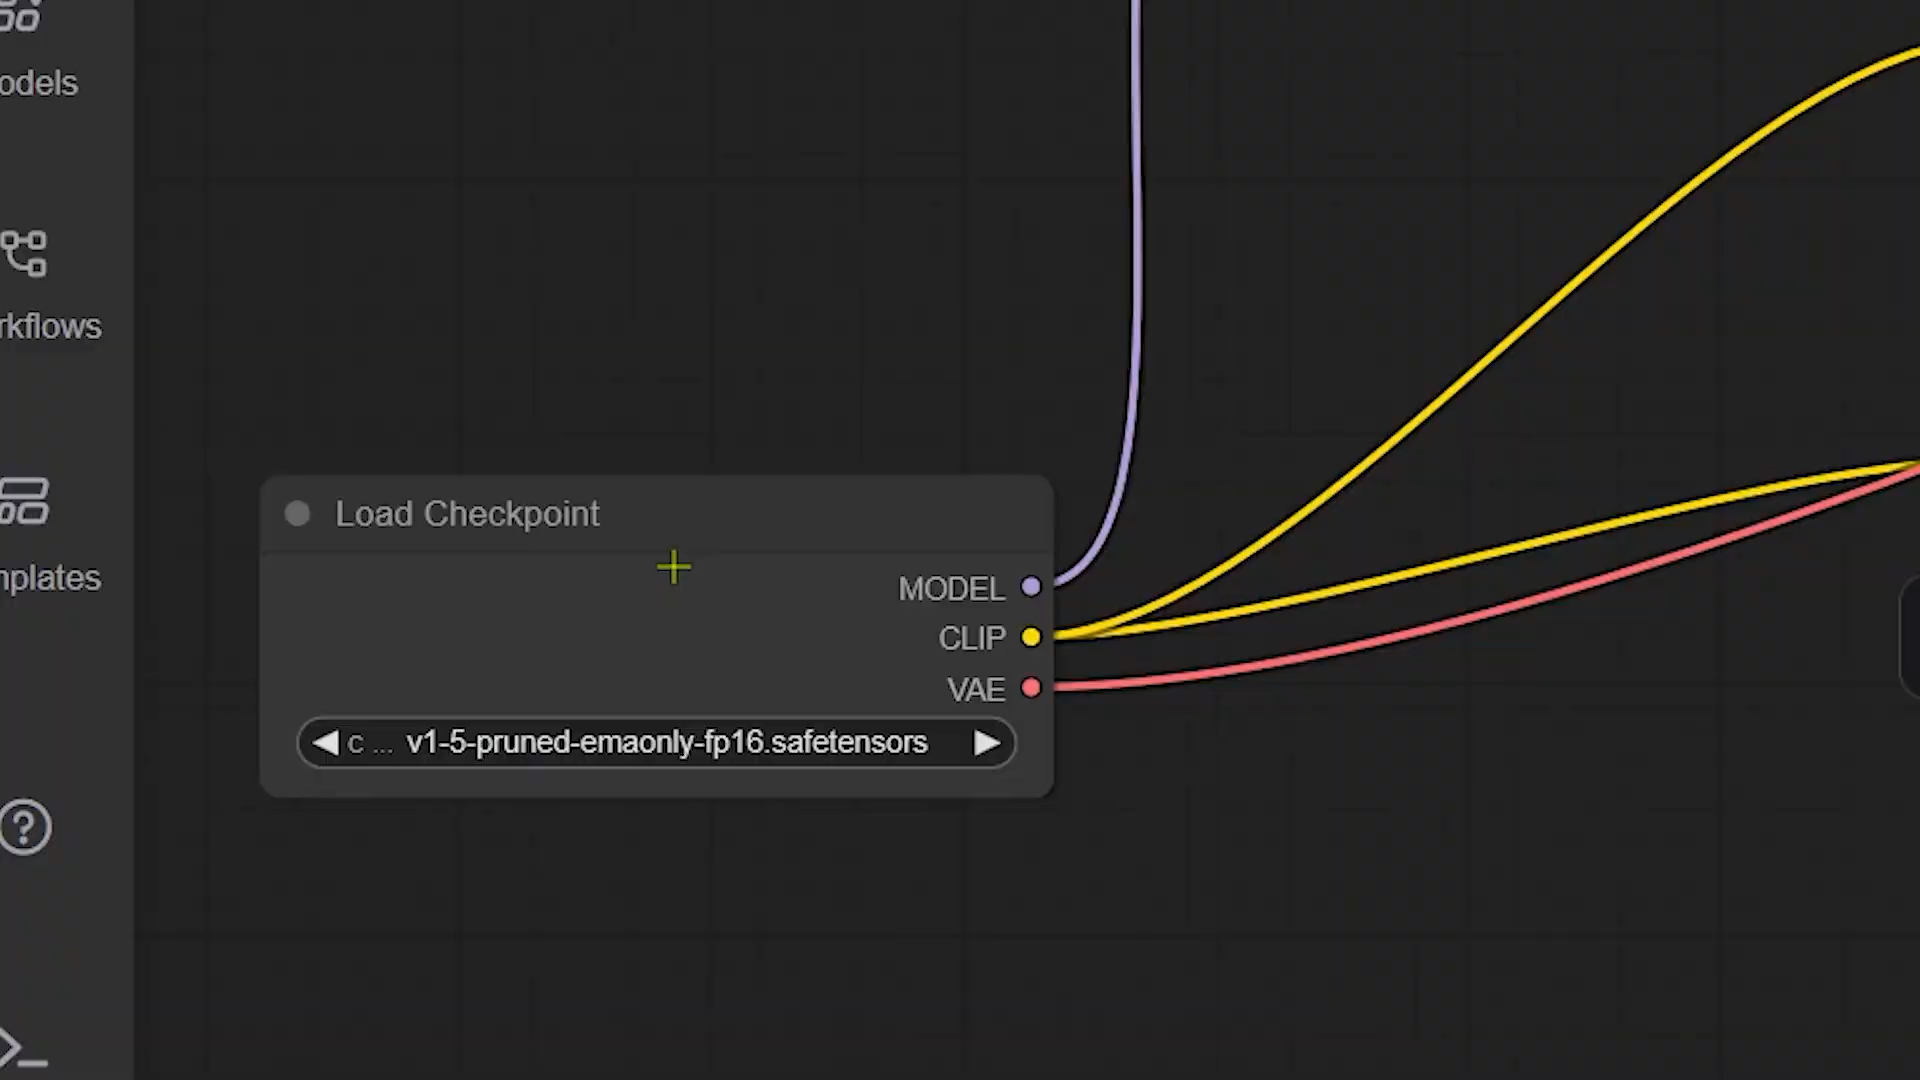 odels
rkflows
nplates
Load Checkpoint
MODEL
CLIP
VAE
c ... v1-5-pruned-emaonly-fp16.safetensors